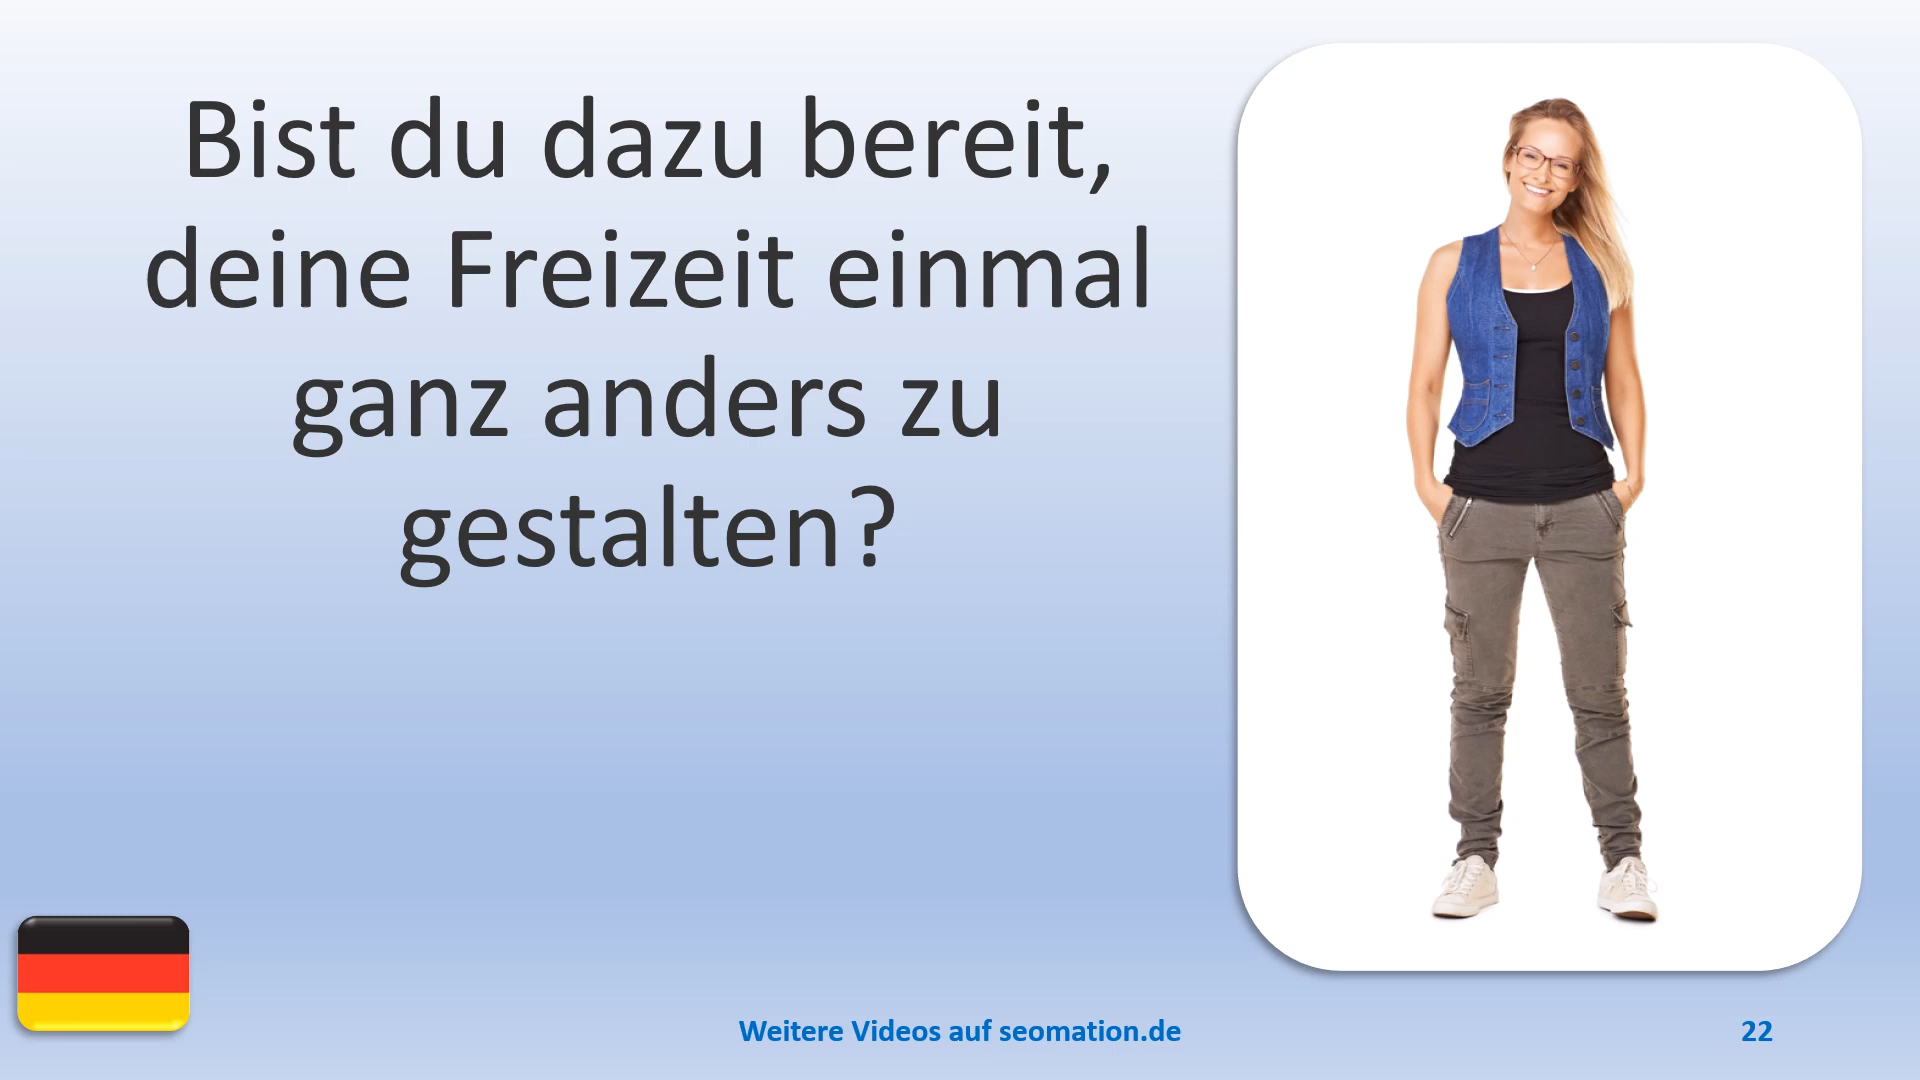 Bist du dazu bereit,
deine Freizeit einmal
ganz anders zu
gestalten?
Weitere Videos auf seomation.de
22